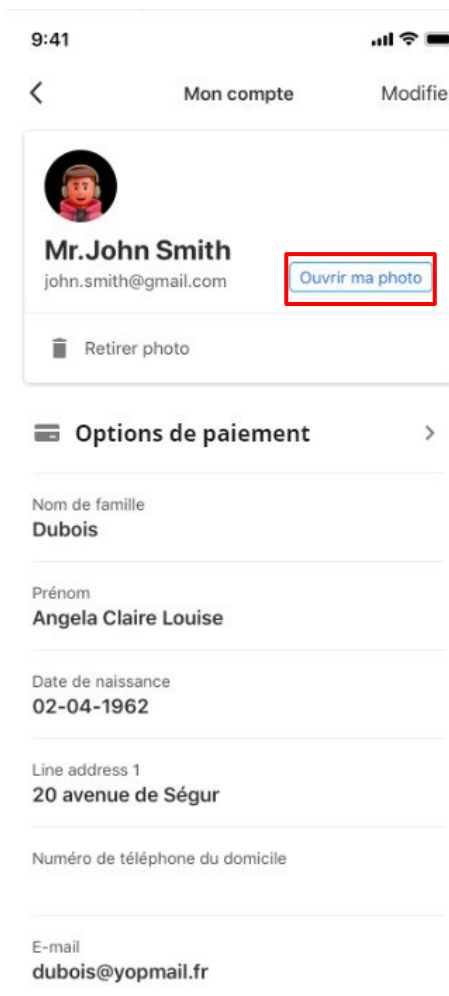 9:41
Mon compte
Modifie
Mr.John Smith
john.smith@gmail.com
Ouvrir ma photo
Retirer photo
Options de paiement
Nom de famille
Dubois
Prénom
Angela Claire Louise
Date de naissance
02-04-1962
Line address 1
20 avenue de Ségur
Numéro de téléphone du domicile
E-mail
dubois@yopmail.fr